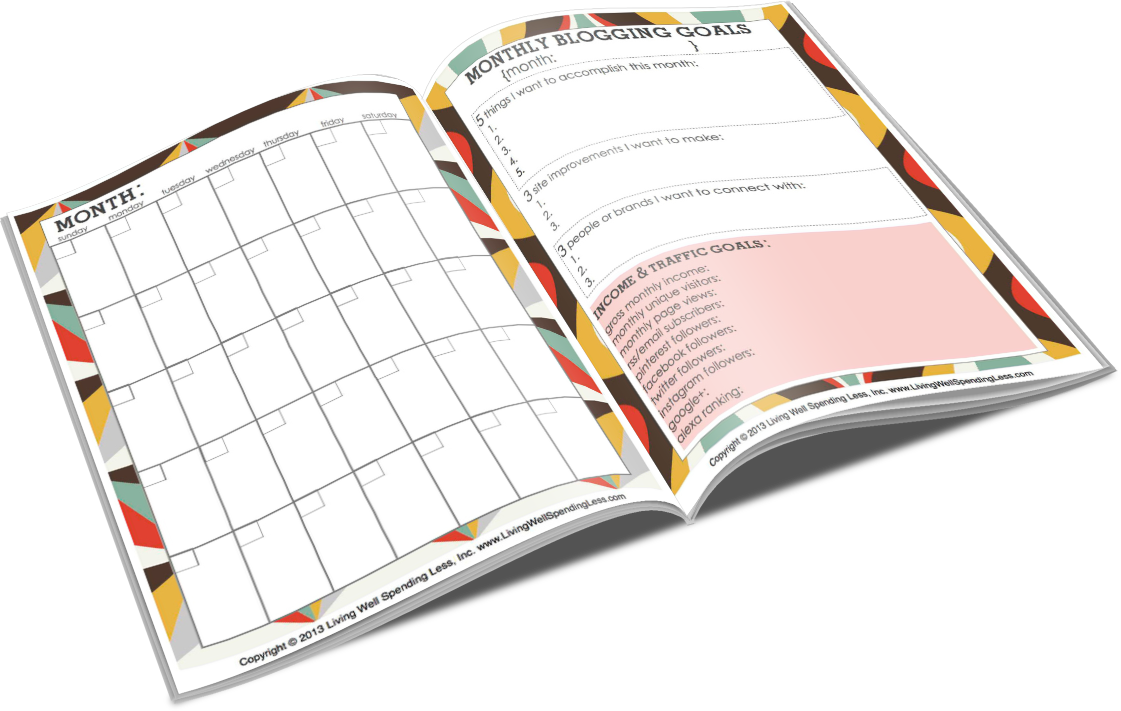 MONTH:
sunday monday tuesday wednesday thursday friday saturday
Copyright © 2013 Living Well Spending Less, Inc. www.LivingWellSpendingLess.com
MONTHLY BLOGGING GOALS
{month: }
5 things I want to accomplish this month:
1.
2.
3.
4.
5.
3 site improvements I want to make:
1.
2.
3.
3 people or brands I want to connect with:
1.
2.
3.
INCOME & TRAFFIC GOALS:
gross monthly income:
monthly unique visitors:
monthly page views:
rss/email subscribers:
pinterest followers:
facebook followers:
twitter followers:
instagram followers:
google+:
alexa ranking:
Copyright © 2013 Living Well Spending Less, Inc. www.LivingWellSpendingLess.com